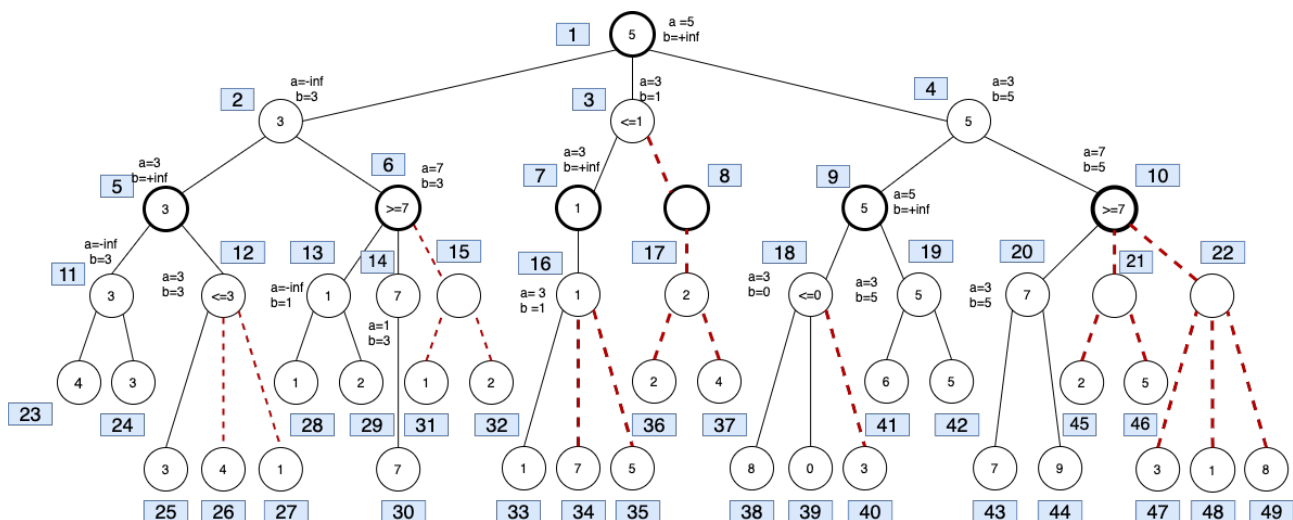 1
5
a =5
b=+inf
2
a=-inf
b=3
3
3
a=3
b=1
<=1
4
a=3
b=5
5
5
a=3
b=+inf
3
6
a=7
b=3
>=7
7
a=3
b=+inf
1
8
9
5
a=5
b=+inf
10
a=7
b=5
>=7
11
a=-inf
b=3
3
12
a=3
b=3
<=3
13
a=-inf
b=1
1
14
7
a=1
b=3
15
16
a= 3
b =1
1
17
2
18
a=3
b=0
<=0
19
a=3
b=5
5
20
a=3
b=5
7
21
22
4
3
1
2
1
2
2
4
6
5
2
5
23
24
28
29
31
32
36
37
41
42
45
46
3
4
1
7
1
7
5
8
0
3
7
9
3
1
8
25
26
27
30
33
34
35
38
39
40
43
44
47
48
49